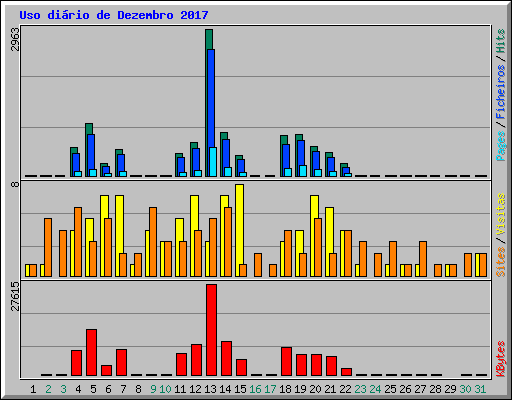 Uso diário de Dezembro 2017
2963
Pages / Ficheiros / Hits
8
Sites / Visitas
27615
KBytes
1 2 3 4 5 6 7 8 9 10 11 12 13 14 15 16 17 18 19 20 21 22 23 24 25 26 27 28 29 30 31